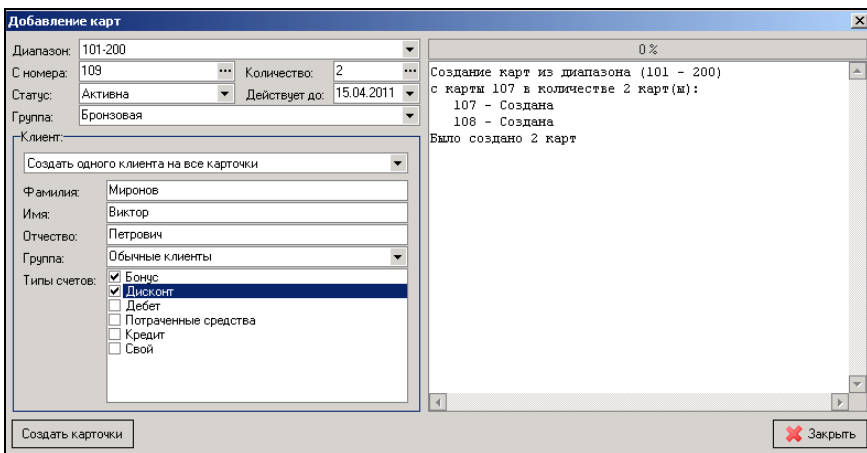 Добавление карт
Диапазон: 101-200
С номера: 109 ... Количество: 2 ...
Статус: Активна Действует до: 15.04.2011
Группа: Бронзовая
Клиент:
Создать одного клиента на все карточки
Фамилия: Миронов
Имя: Виктор
Отчество: Петрович
Группа: Обычные клиенты
Типы счетов: Бонус
Дисконт
Дебет
Потраченные средства
Кредит
Свой
Создать карточки
0 %
Создание карт из диапазона (101 - 200)
с карты 107 в количестве 2 карт(ы):
107 - Создана
108 - Создана
Было создано 2 карт
Закрыть